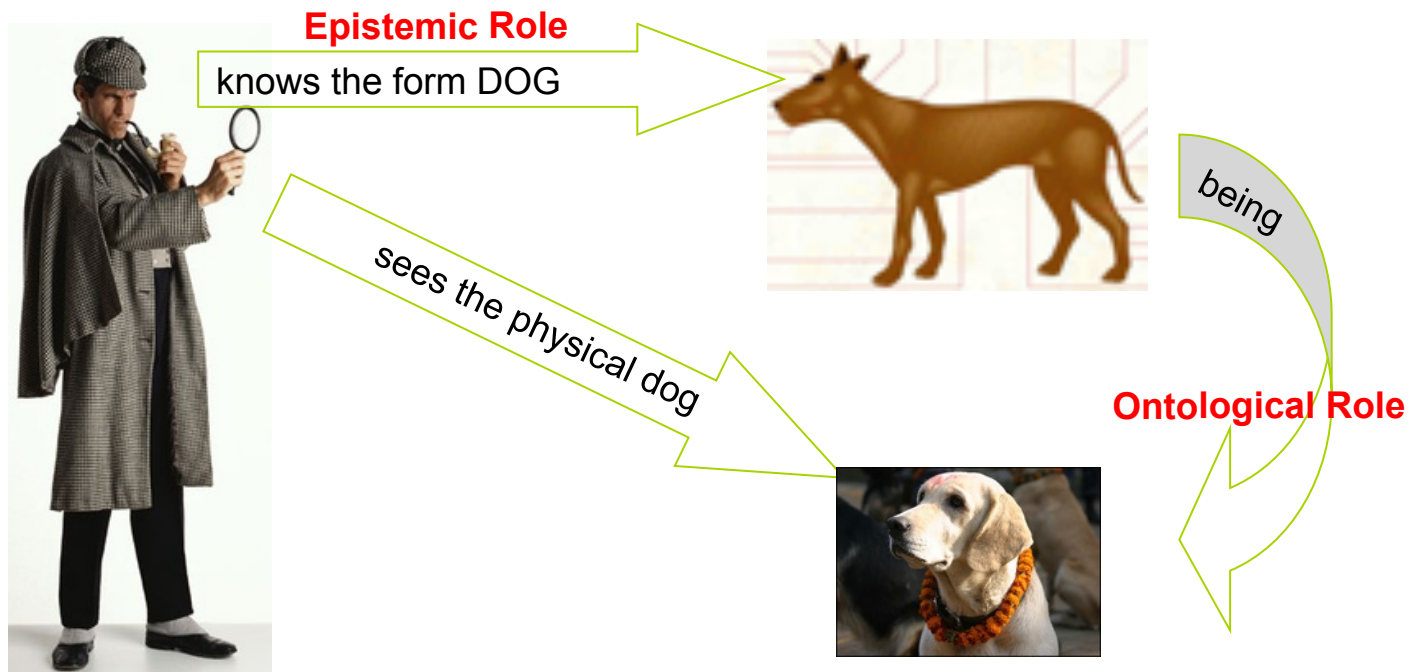 Epistemic Role
knows the form DOG
being
sees the physical dog
Ontological Role